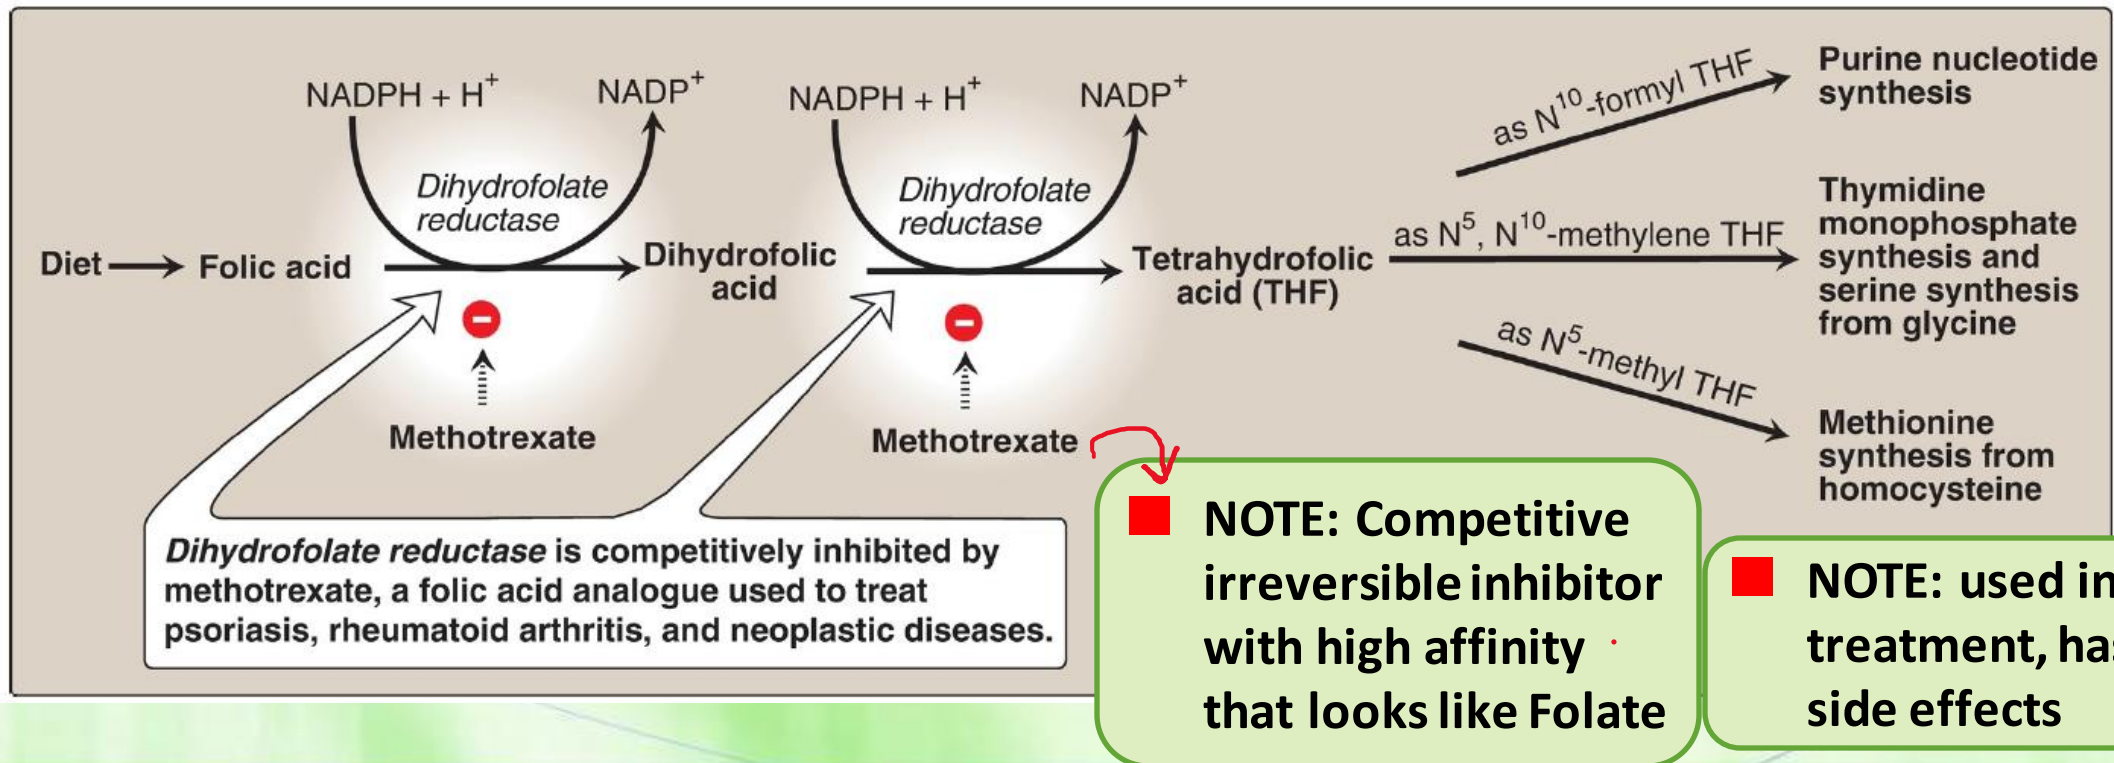 NADPH + H+
NADP+
Dihydrofolate
reductase
NADPH + H+
NADP+
Dihydrofolate
reductase
Diet
Folic acid
Dihydrofolic
acid
Tetrahydrofolic
acid (THF)
Methotrexate
Methotrexate
as N10-formyl THF
Purine nucleotide
synthesis
as N5, N10-methylene THF
Thymidine
monophosphate
synthesis and
serine synthesis
from glycine
as N5-methyl THF
Methionine
synthesis from
homocysteine
Dihydrofolate reductase is competitively inhibited by
methotrexate, a folic acid analogue used to treat
psoriasis, rheumatoid arthritis, and neoplastic diseases.
NOTE: Competitive
irreversible inhibitor
with high affinity
that looks like Folate
NOTE: used in
treatment, has
side effects